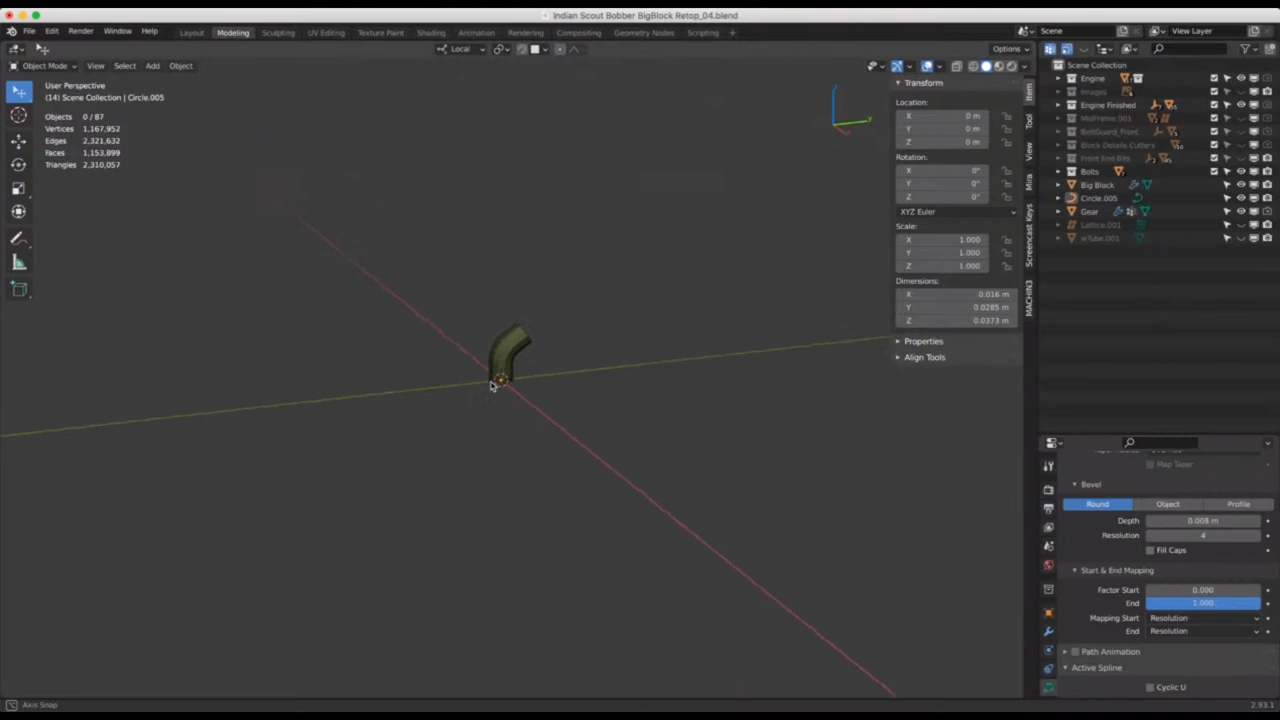 Indian Scout Bobber BigBlock Retop_04.blend
File Edit Render Window Help Layout Modeling Sculpting UV Editing Texture Paint Shading Animation Rendering Compositing Geometry Nodes Scripting + Scene View Layer
Local Options
Object Mode View Select Add Object
User Perspective
(14) Scene Collection | Circle.005
Objects 0 / 87
Vertices 1,167,952
Edges 2,321,632
Faces 1,153,899
Triangles 2,310,057
Transform
Location:
X 0 m
Y 0 m
Z 0 m
Rotation:
X 0°
Y 0°
Z 0°
XYZ Euler
Scale:
X 1.000
Y 1.000
Z 1.000
Dimensions:
X 0.016 m
Y 0.0285 m
Z 0.0373 m
Properties
Align Tools
Item
Tool
View
Mira
Screencast Keys
MACHIN3
Scene Collection
Engine
Images
Engine Finished
MidFrame.001
BeltGuard_Front
Block Details Cutters
Front End Bits
Bolts
Big Block
Circle.005
Gear
Lattice.001
wTube.001
Map Taper
Bevel
Round Object Profile
Depth 0.008 m
Resolution 4
Fill Caps
Start & End Mapping
Factor Start 0.000
End 1.000
Mapping Start Resolution
End Resolution
Path Animation
Active Spline
Cyclic U
Axis Snap 2.93.1